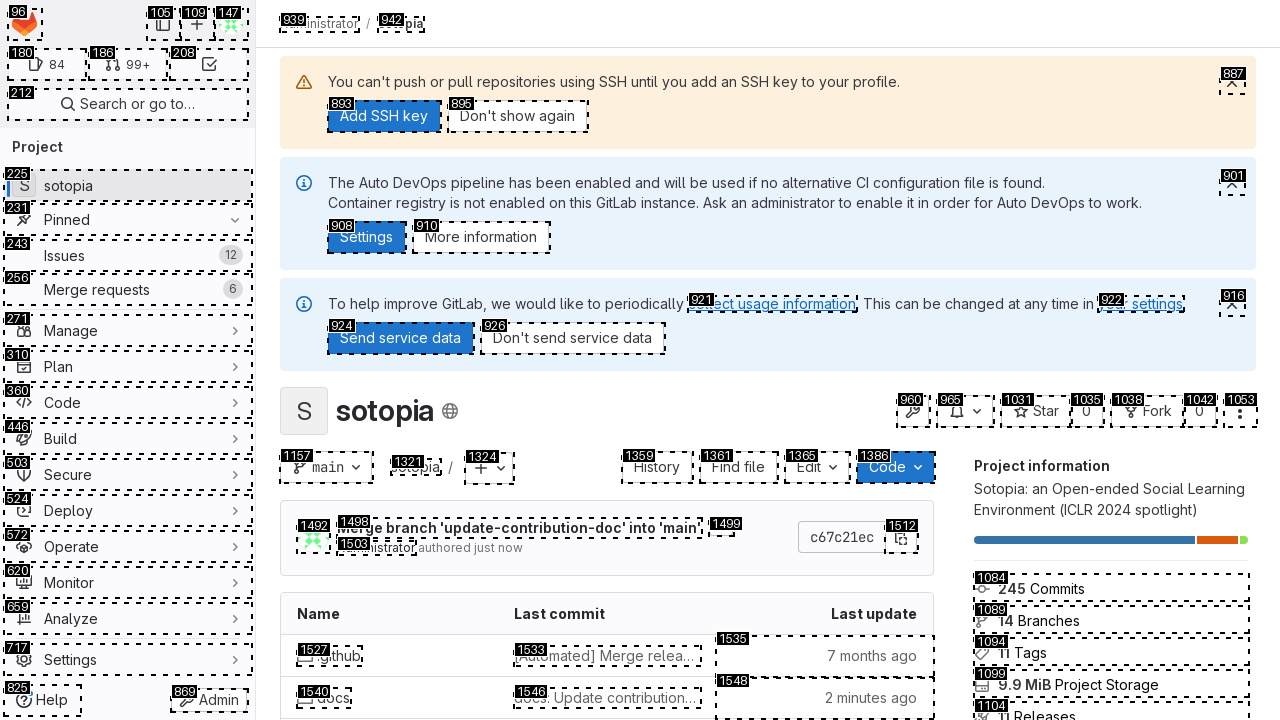 96
105
109
147
180
84
186
99+
208
212
Search or go to…
Project
225
S
sotopia
231
Pinned
243
Issues
12
256
Merge requests
6
271
Manage
310
Plan
360
Code
446
Build
503
Secure
524
Deploy
572
Operate
620
Monitor
659
Analyze
717
Settings
825
Help
869
Admin
939
Administrator
/
942
sotopia
You can't push or pull repositories using SSH until you add an SSH key to your profile.
887
893
Add SSH key
895
Don't show again
The Auto DevOps pipeline has been enabled and will be used if no alternative CI configuration file is found.
901
Container registry is not enabled on this GitLab instance. Ask an administrator to enable it in order for Auto DevOps to work.
908
Settings
910
More information
To help improve GitLab, we would like to periodically 921 collect usage information. This can be changed at any time in 922 your settings.
916
924
Send service data
926
Don't send service data
S
sotopia
960
965
1031
Star
1035
0
1038
Fork
1042
0
1053
1157
main
1321
sotopia
/
1324
1359
History
1361
Find file
1365
Edit
1386
Code
1492
1498
Merge branch 'update-contribution-doc' into 'main'
1499
1503
Administrator authored just now
c67c21ec
1512
Name
Last commit
Last update
1527
.github
1533
[Automated] Merge relea…
1535
7 months ago
1540
docs
1546
docs: Update contribution…
1548
2 minutes ago
Project information
Sotopia: an Open-ended Social Learning
Environment (ICLR 2024 spotlight)
1084
245 Commits
1089
14 Branches
1094
11 Tags
1099
9.9 MiB Project Storage
1104
11 Releases